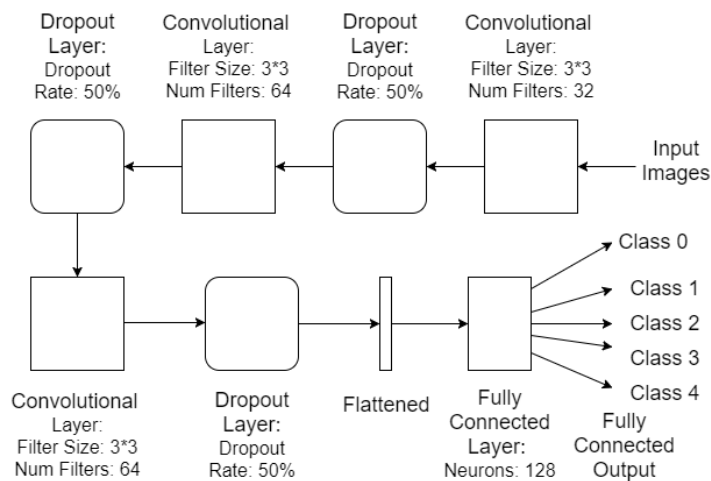 Dropout
Layer:
Dropout
Rate: 50%
Convolutional
Layer:
Filter Size: 3*3
Num Filters: 64
Dropout
Layer:
Dropout
Rate: 50%
Convolutional
Layer:
Filter Size: 3*3
Num Filters: 32
Input
Images
Class 0
Class 1
Class 2
Class 3
Class 4
Convolutional
Layer:
Filter Size: 3*3
Num Filters: 64
Dropout
Layer:
Dropout
Rate: 50%
Flattened
Fully
Connected
Layer:
Neurons: 128
Fully
Connected
Output